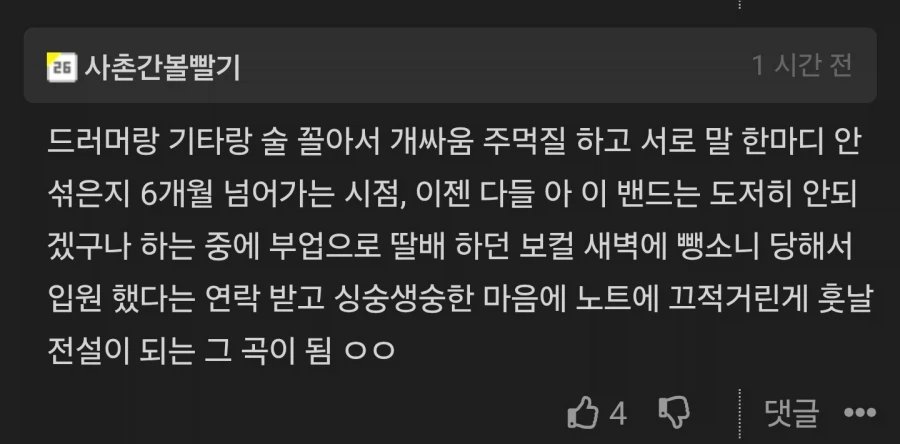 26 사촌간볼빨기
1 시간 전
드러머랑 기타랑 술 꼴아서 개싸움 주먹질 하고 서로 말 한마디 안
섞은지 6개월 넘어가는 시점, 이젠 다들 아 이 밴드는 도저히 안되
겠구나 하는 중에 부업으로 딸배 하던 보컬 새벽에 뺑소니 당해서
입원 했다는 연락 받고 싱숭생숭한 마음에 노트에 끄적거린게 훗날
전설이 되는 그 곡이 됨 ㅇㅇ
4
댓글 •••